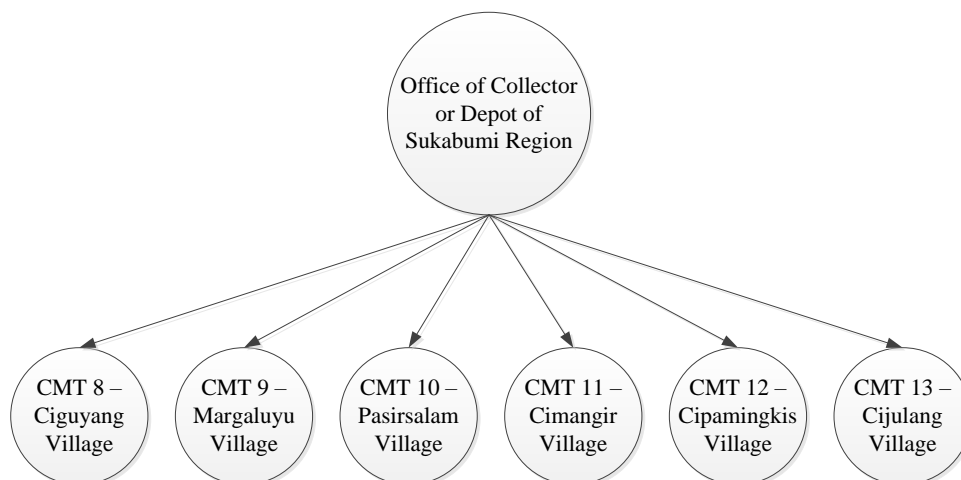 Office of Collector
or Depot of
Sukabumi Region
CMT 8 –
Ciguyang
Village
CMT 9 –
Margaluyu
Village
CMT 10 –
Pasirsalam
Village
CMT 11 –
Cimangir
Village
CMT 12 –
Cipamingkis
Village
CMT 13 –
Cijulang
Village